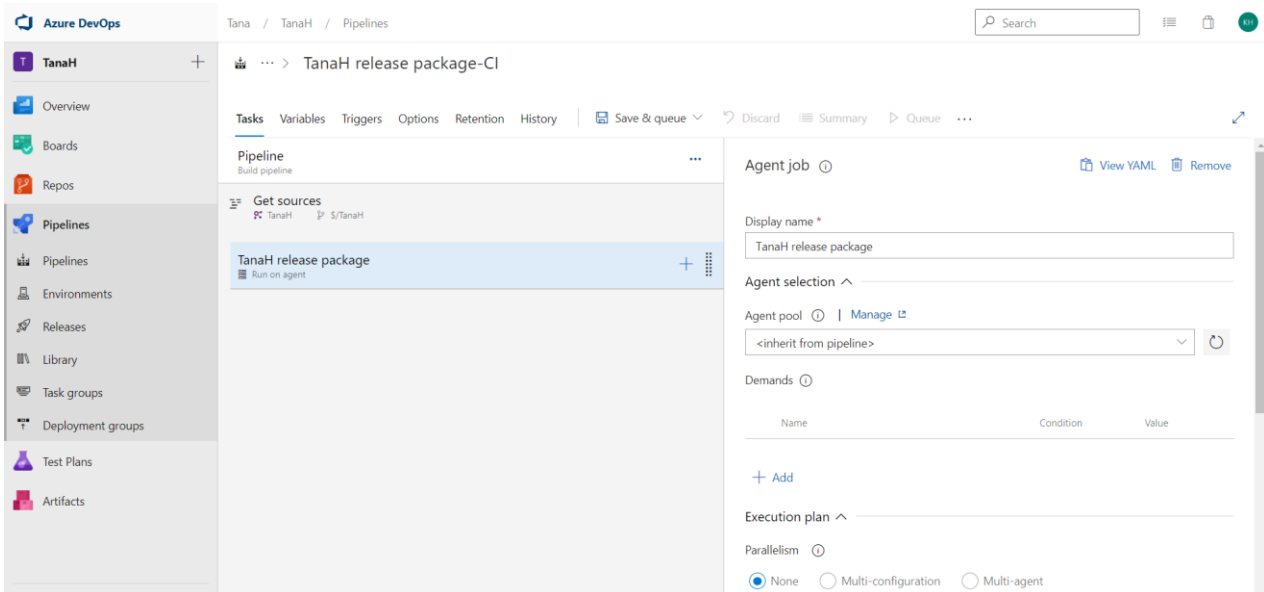 Azure DevOps
Tana / TanaH / Pipelines
Search
KH
T TanaH
··· > TanaH release package-CI
Overview
Boards
Repos
Pipelines
Pipelines
Environments
Releases
Library
Task groups
Deployment groups
Test Plans
Artifacts
Tasks Variables Triggers Options Retention History Save & queue Discard Summary Queue ···
Pipeline
Build pipeline
Get sources
TanaH $/TanaH
TanaH release package
Run on agent
Agent job View YAML Remove
Display name *
TanaH release package
Agent selection
Agent pool | Manage
<inherit from pipeline>
Demands
Name Condition Value
+ Add
Execution plan
Parallelism
None Multi-configuration Multi-agent